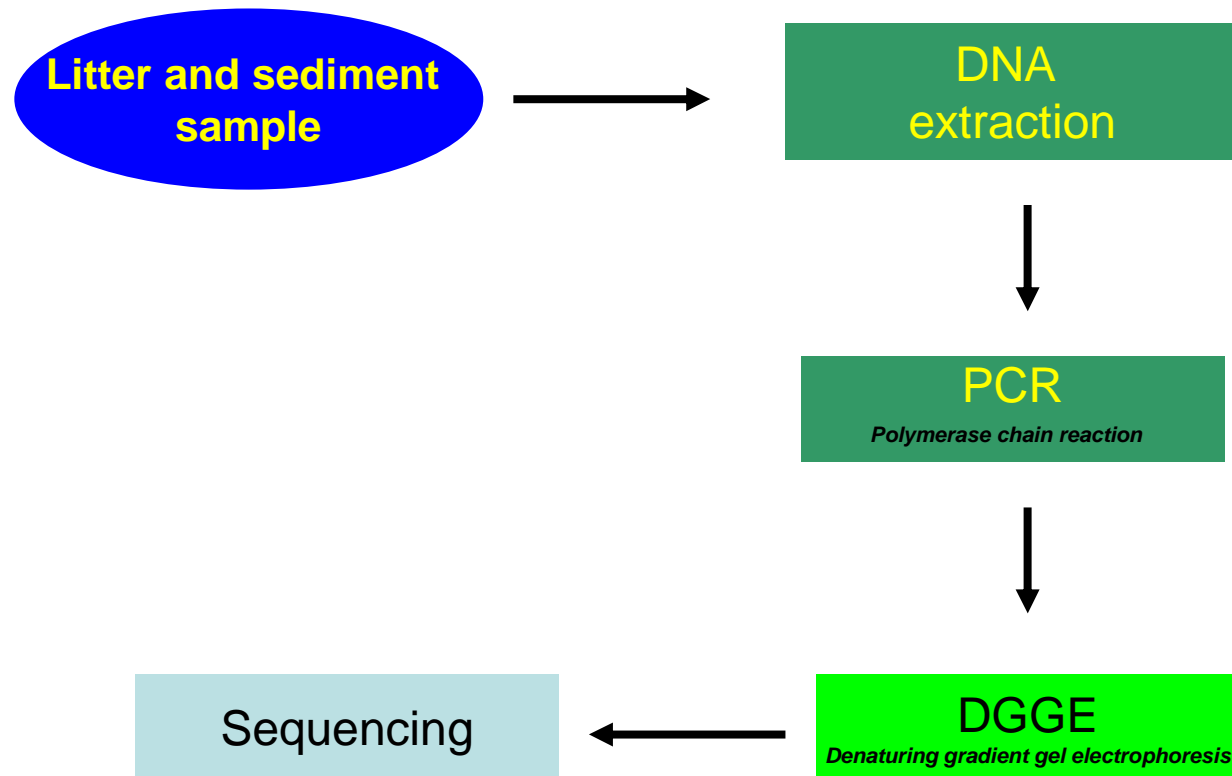 Litter and sediment
sample
DNA
extraction
PCR
Polymerase chain reaction
DGGE
Denaturing gradient gel electrophoresis
Sequencing